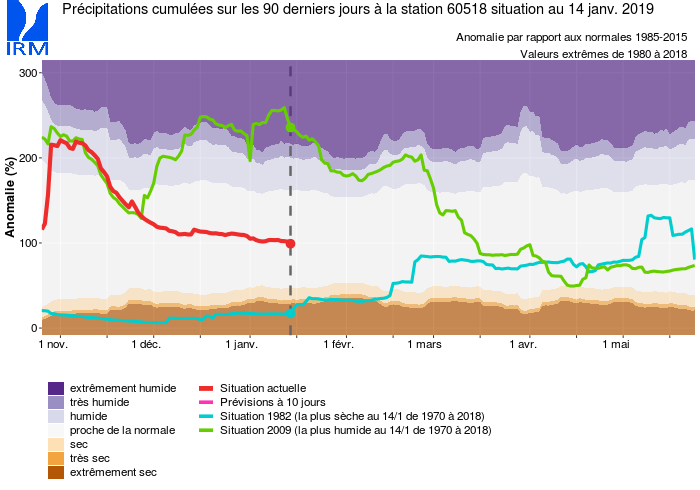 Précipitations cumulées sur les 90 derniers jours à la station 60518 situation au 14 janv. 2019
IRM
Anomalie par rapport aux normales 1985-2015
Valeurs extrêmes de 1980 à 2018
Anomalie (%)
300
200
100
0
1 nov. 1 déc. 1 janv. 1 févr. 1 mars 1 avr. 1 mai
extrêmement humide
très humide
humide
proche de la normale
sec
très sec
extrêmement sec
Situation actuelle
Prévisions à 10 jours
Situation 1982 (la plus sèche au 14/1 de 1970 à 2018)
Situation 2009 (la plus humide au 14/1 de 1970 à 2018)